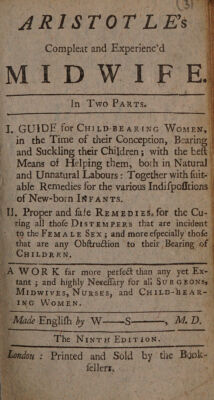 (3)
ARISTOTLE's
Compleat and Experienc'd
MIDWIFE.
In Two Parts.
I. GUIDE for CHILD-BEARING WOMEN,
in the Time of their Conception, Bearing
and Suckling their Children; with the best
Means of Helping them, both in Natural
and Unnatural Labours: Together with suit-
able Remedies for the various Indispositions
of New-born INFANTS.
II. Proper and safe REMEDIES, for the Cu-
ring all those DISTEMPERS that are incident
to the FEMALE SEX; and more especially those
that are any Obstruction to their Bearing of
CHILDREN.
A WORK far more perfect than any yet Ex-
tant; and highly Necessary for all SURGEONS,
MIDWIVES, NURSES, and CHILD-BEAR-
ING WOMEN.
Made English by W——S——, M. D.
The NINTH EDITION.
London: Printed and Sold by the Book-
sellers.